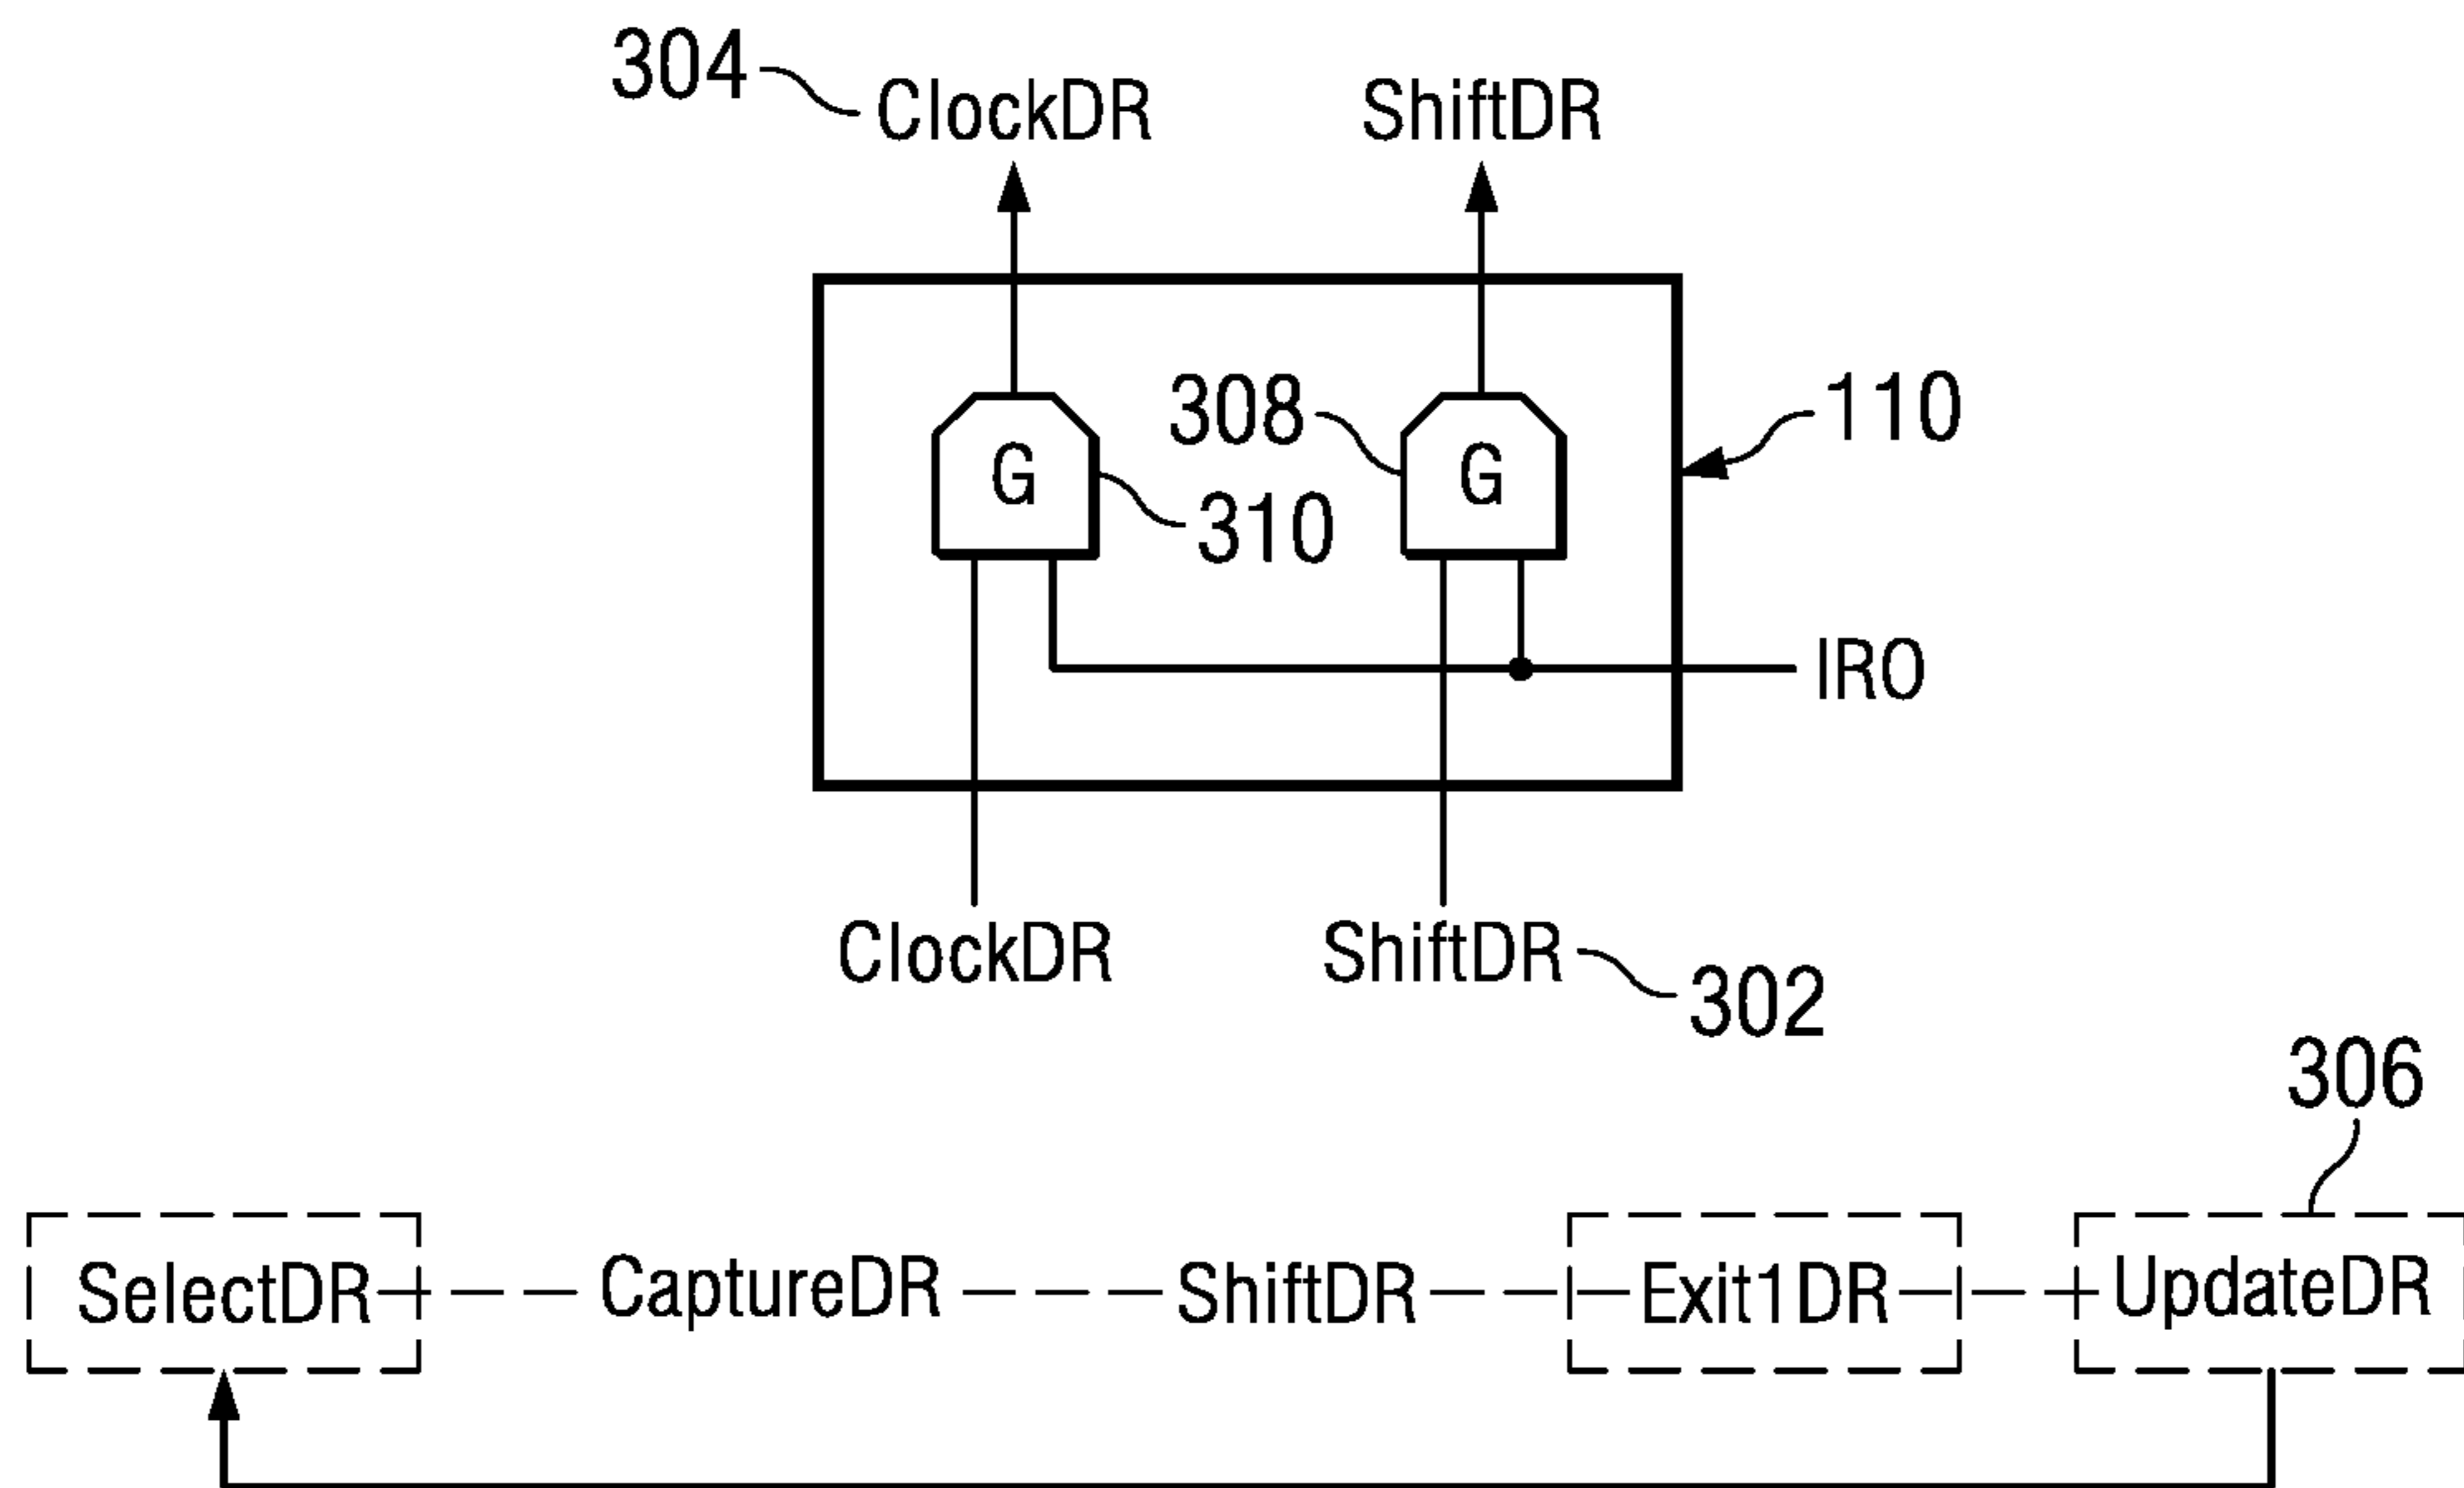 304
ClockDR
ShiftDR
G
308
G
110
310
IRO
ClockDR
ShiftDR
302
306
SelectDR
CaptureDR
ShiftDR
Exit1DR
UpdateDR